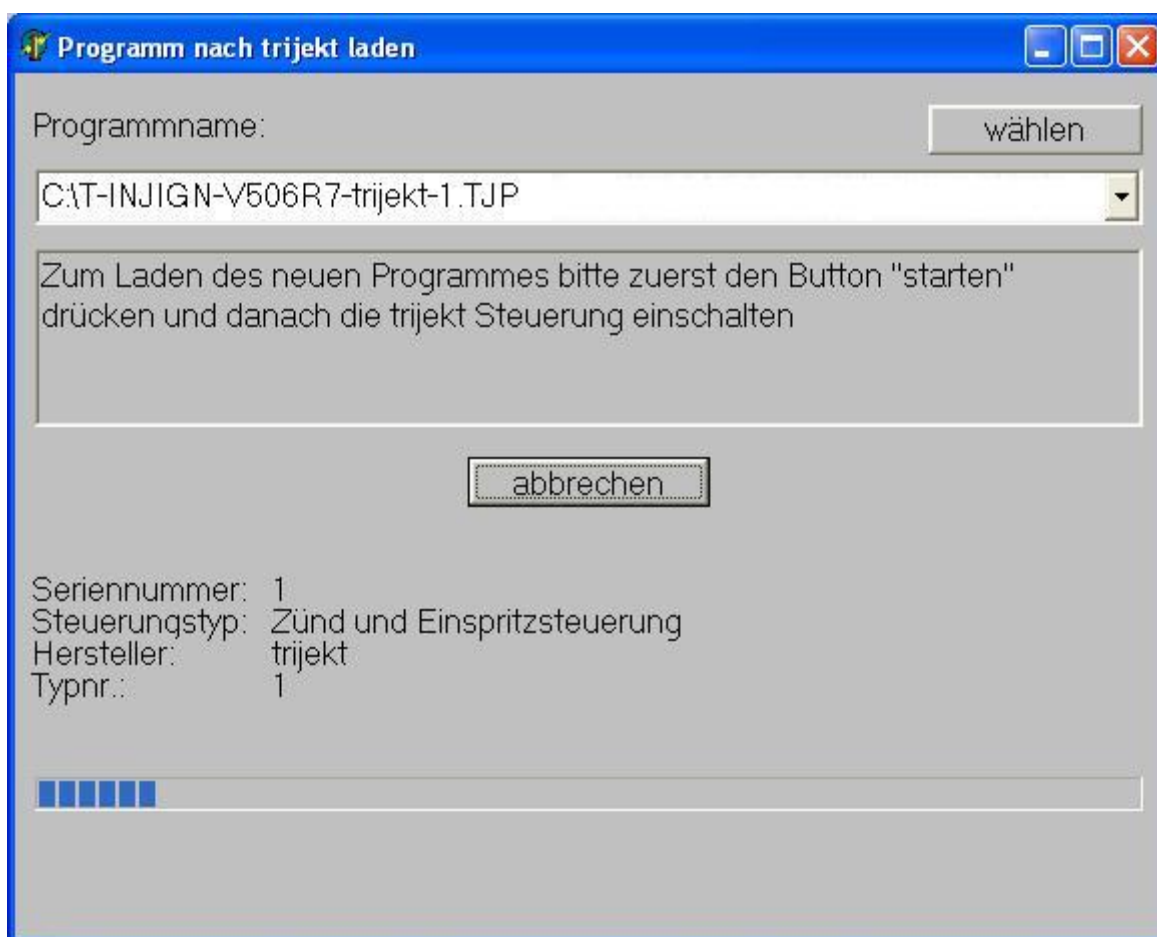 Programm nach trijekt laden
Programmname:
wählen
C:\T-INJIGN-V506R7-trijekt-1.TJP
Zum Laden des neuen Programmes bitte zuerst den Button "starten"
drücken und danach die trijekt Steuerung einschalten
abbrechen
Seriennummer: 1
Steuerungstyp: Zünd und Einspritzsteuerung
Hersteller: trijekt
Typnr.: 1